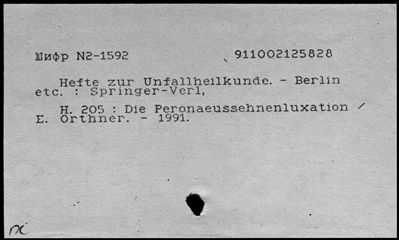 Шифр N2-1592 911002125828
Hefte zur Unfallheilkunde. - Berlin
etc. : Springer-Verl,
H. 205 : Die Peronaeussehnenluxation /
E. Orthner. - 1991.